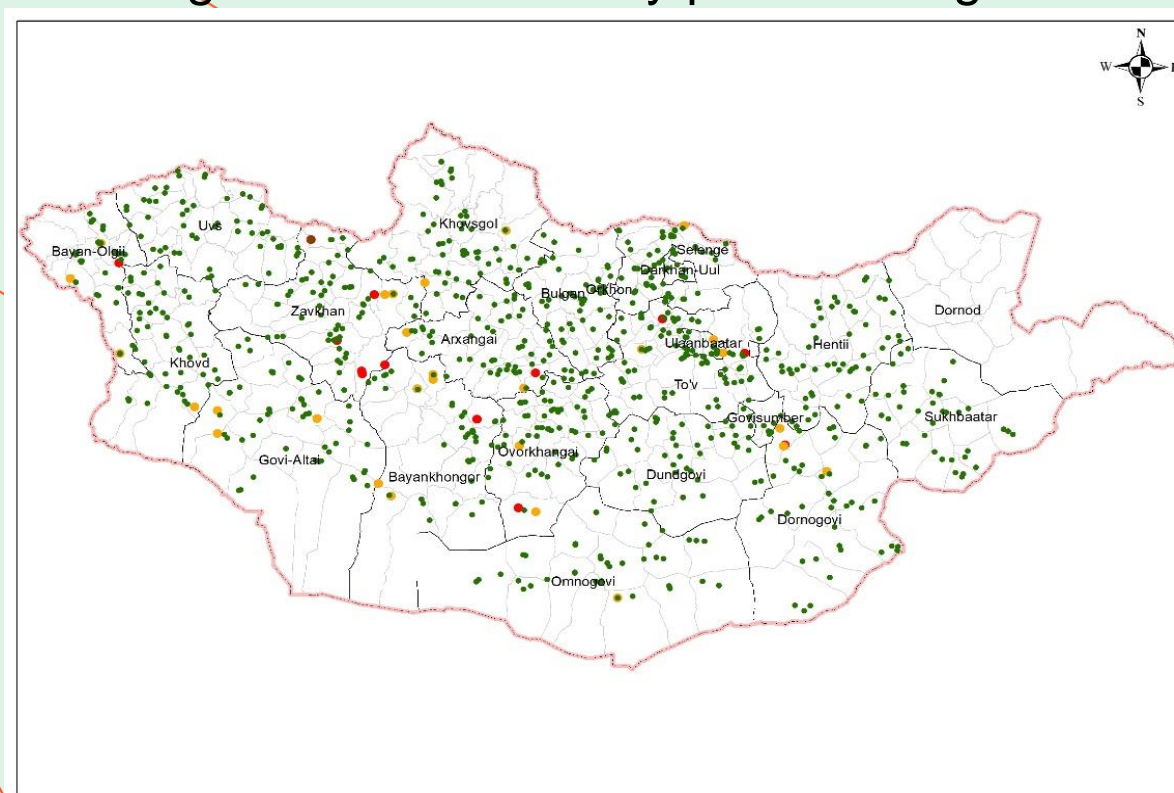 N
W
S
Uvs
Khovsgol
Bayan-Olgii
Selenge
Darkhan-Uul
Bulgan
Orkhon
Zavkhan
Dornod
Arxangai
Ulaanbaatar
Hentii
Khovd
To'v
Govisumber
Sukhbaatar
Ovorkhangai
Govi-Altai
Bayankhongor
Dundgovi
Dornogovi
Omnogovi